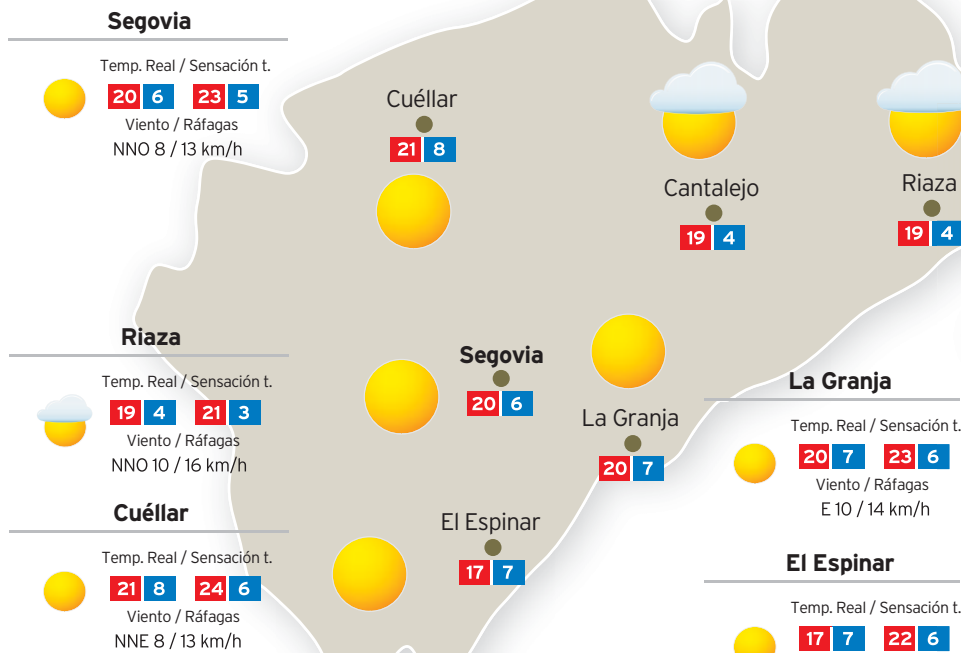 Segovia
Temp. Real / Sensación t.
20 6 23 5
Viento / Ráfagas
NNO 8 / 13 km/h
Cuéllar
21 8
Cantalejo
19 4
Riaza
19 4
Riaza
Temp. Real / Sensación t.
19 4 21 3
Viento / Ráfagas
NNO 10 / 16 km/h
Segovia
20 6
La Granja
20 7
La Granja
Temp. Real / Sensación t.
20 7 23 6
Viento / Ráfagas
E 10 / 14 km/h
Cuéllar
Temp. Real / Sensación t.
21 8 24 6
Viento / Ráfagas
NNE 8 / 13 km/h
El Espinar
17 7
El Espinar
Temp. Real / Sensación t.
17 7 22 6